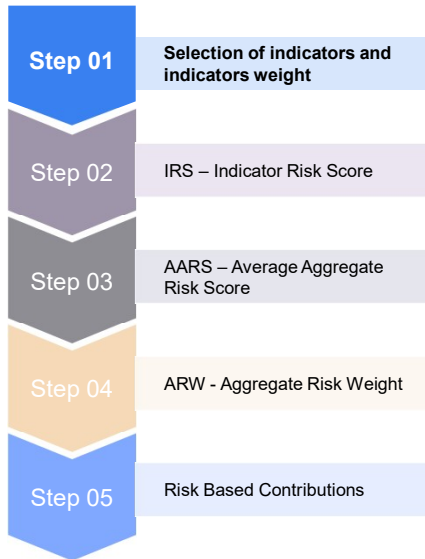 Step 01
Selection of indicators and
indicators weight
Step 02
IRS – Indicator Risk Score
Step 03
AARS – Average Aggregate
Risk Score
Step 04
ARW - Aggregate Risk Weight
Step 05
Risk Based Contributions